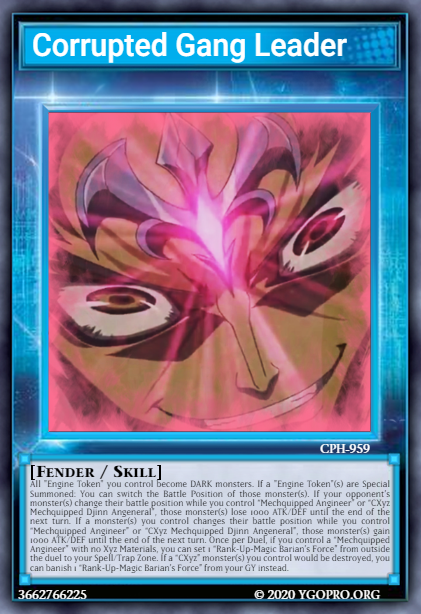 Corrupted Gang Leader
CPH-959
[Fender / Skill]
All "Engine Token" you control become DARK monsters. If a "Engine Token"(s) are Special
Summoned: You can switch the Battle Position of those monster(s). If your opponent's
monster(s) change their battle position while you control "Mechquipped Angineer" or "CXyz
Mechquipped Djinn Angeneral", those monster(s) lose 1000 ATK/DEF until the end of the
next turn. If a monster(s) you control changes their battle position while you control
"Mechquipped Angineer" or "CXyz Mechquipped Djinn Angeneral", those monster(s) gain
1000 ATK/DEF until the end of the next turn. Once per Duel, if you control a "Mechquipped
Angineer" with no Xyz Materials, you can set 1 "Rank-Up-Magic Barian's Force" from outside
the duel to your Spell/Trap Zone. If a "CXyz" monster(s) you control would be destroyed, you
can banish 1 "Rank-Up-Magic Barian's Force" from your GY instead.
3662766225
© 2020 YGOPRO.ORG